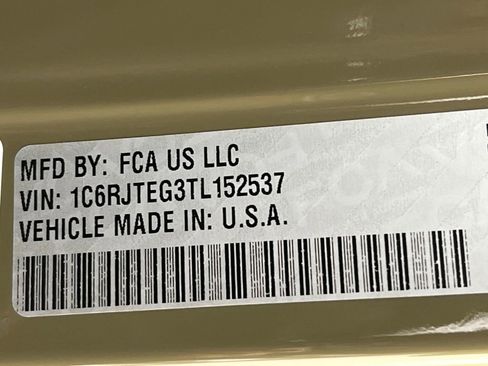 MFD BY: FCA US LLC
VIN: 1C6RJTEG3TL152537
VEHICLE MADE IN: U.S.A.